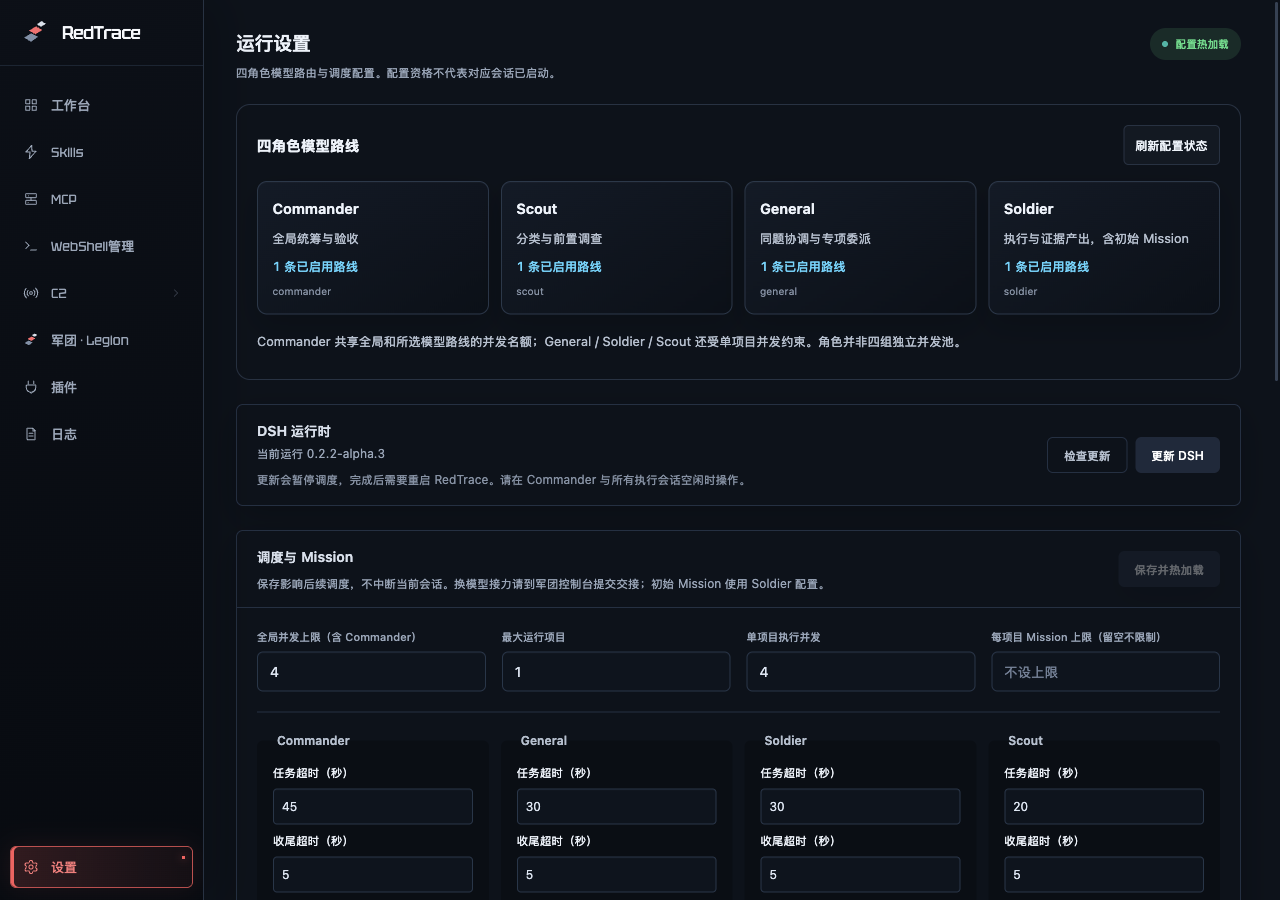 RedTrace
工作台
Skills
MCP
WebShell管理
C2
军团 · Legion
插件
日志
设置
运行设置
配置热加载
四角色模型路由与调度配置。配置资格不代表对应会话已启动。
四角色模型路线
刷新配置状态
Commander
全局统筹与验收
1 条已启用路线
commander
Scout
分类与前置调查
1 条已启用路线
scout
General
同题协调与专项委派
1 条已启用路线
general
Soldier
执行与证据产出，含初始 Mission
1 条已启用路线
soldier
Commander 共享全局和所选模型路线的并发名额；General / Soldier / Scout 还受单项目并发约束。角色并非四组独立并发池。
DSH 运行时
当前运行 0.2.2-alpha.3
更新会暂停调度，完成后需要重启 RedTrace。请在 Commander 与所有执行会话空闲时操作。
检查更新
更新 DSH
调度与 Mission
保存影响后续调度，不中断当前会话。换模型接力请到军团控制台提交交接；初始 Mission 使用 Soldier 配置。
保存并热加载
全局并发上限（含 Commander）
4
最大运行项目
1
单项目执行并发
4
每项目 Mission 上限（留空不限制）
不设上限
Commander
任务超时（秒）
45
收尾超时（秒）
5
General
任务超时（秒）
30
收尾超时（秒）
5
Soldier
任务超时（秒）
30
收尾超时（秒）
5
Scout
任务超时（秒）
20
收尾超时（秒）
5